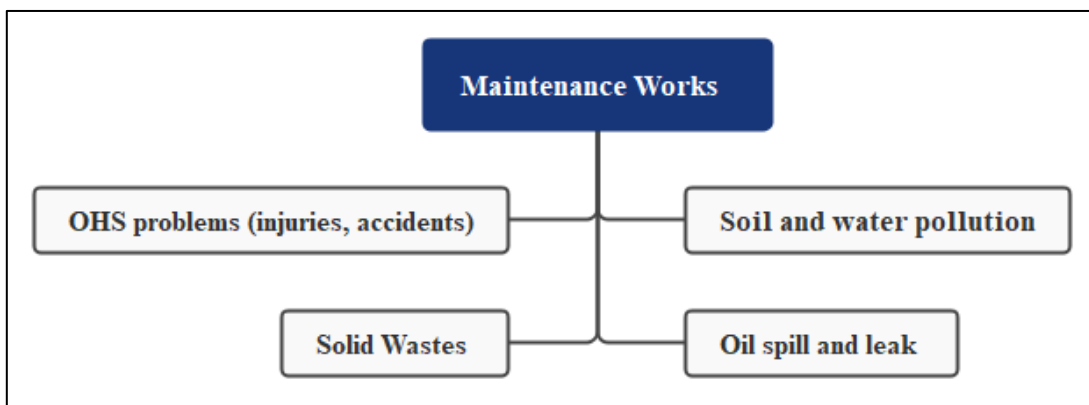 Maintenance Works
OHS problems (injuries, accidents)
Soil and water pollution
Solid Wastes
Oil spill and leak